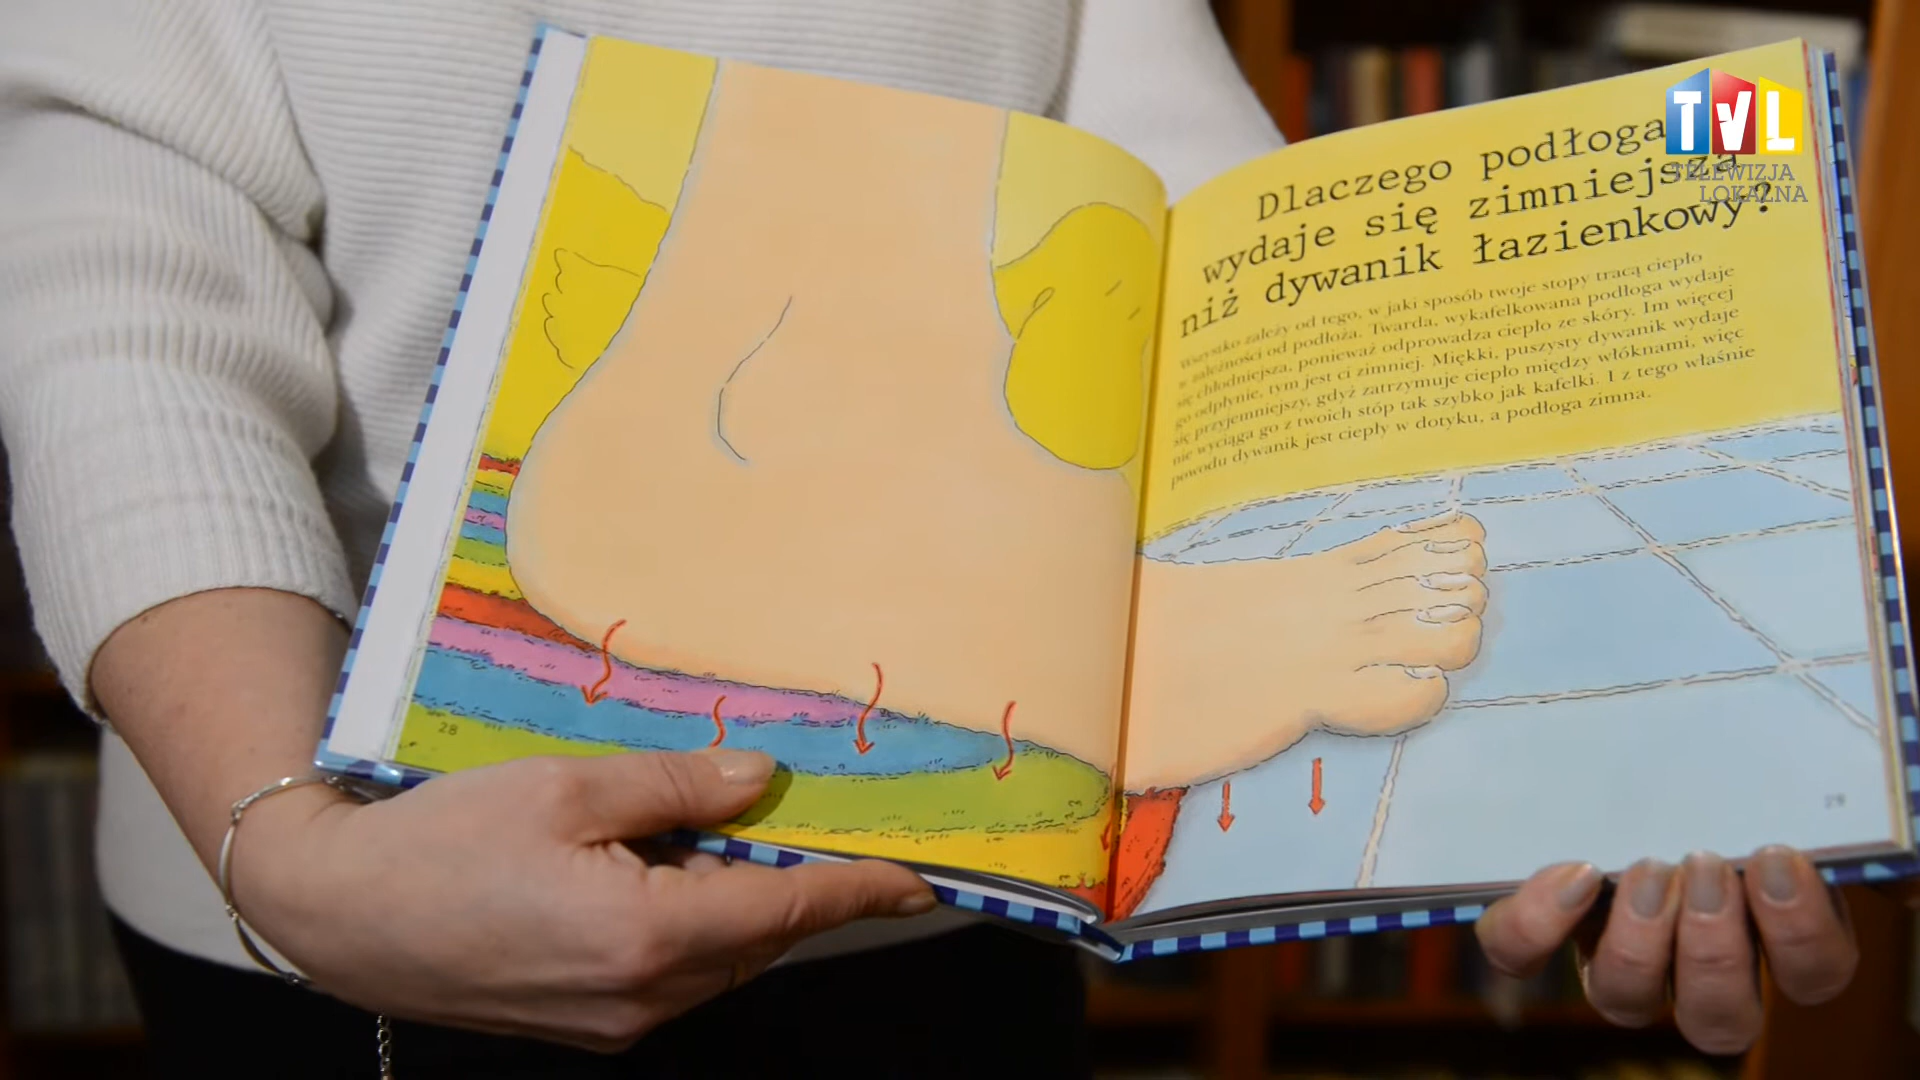 TVL
TELEWIZJA
LOKALNA
Dlaczego podłoga
wydaje się zimniejsza
niż dywanik łazienkowy?
Wszystko zależy od tego, w jaki sposób twoje stopy tracą ciepło
w zależności od podłoża. Twarda, wykafelkowana podłoga wydaje
się chłodniejsza, ponieważ odprowadza ciepło ze skóry. Im więcej
go odpłynie, tym jest ci zimniej. Miękki, puszysty dywanik wydaje
się przyjemniejszy, gdyż zatrzymuje ciepło między włóknami, więc
nie wyciąga go z twoich stóp tak szybko jak kafelki. I z tego właśnie
powodu dywanik jest ciepły w dotyku, a podłoga zimna.
28
29